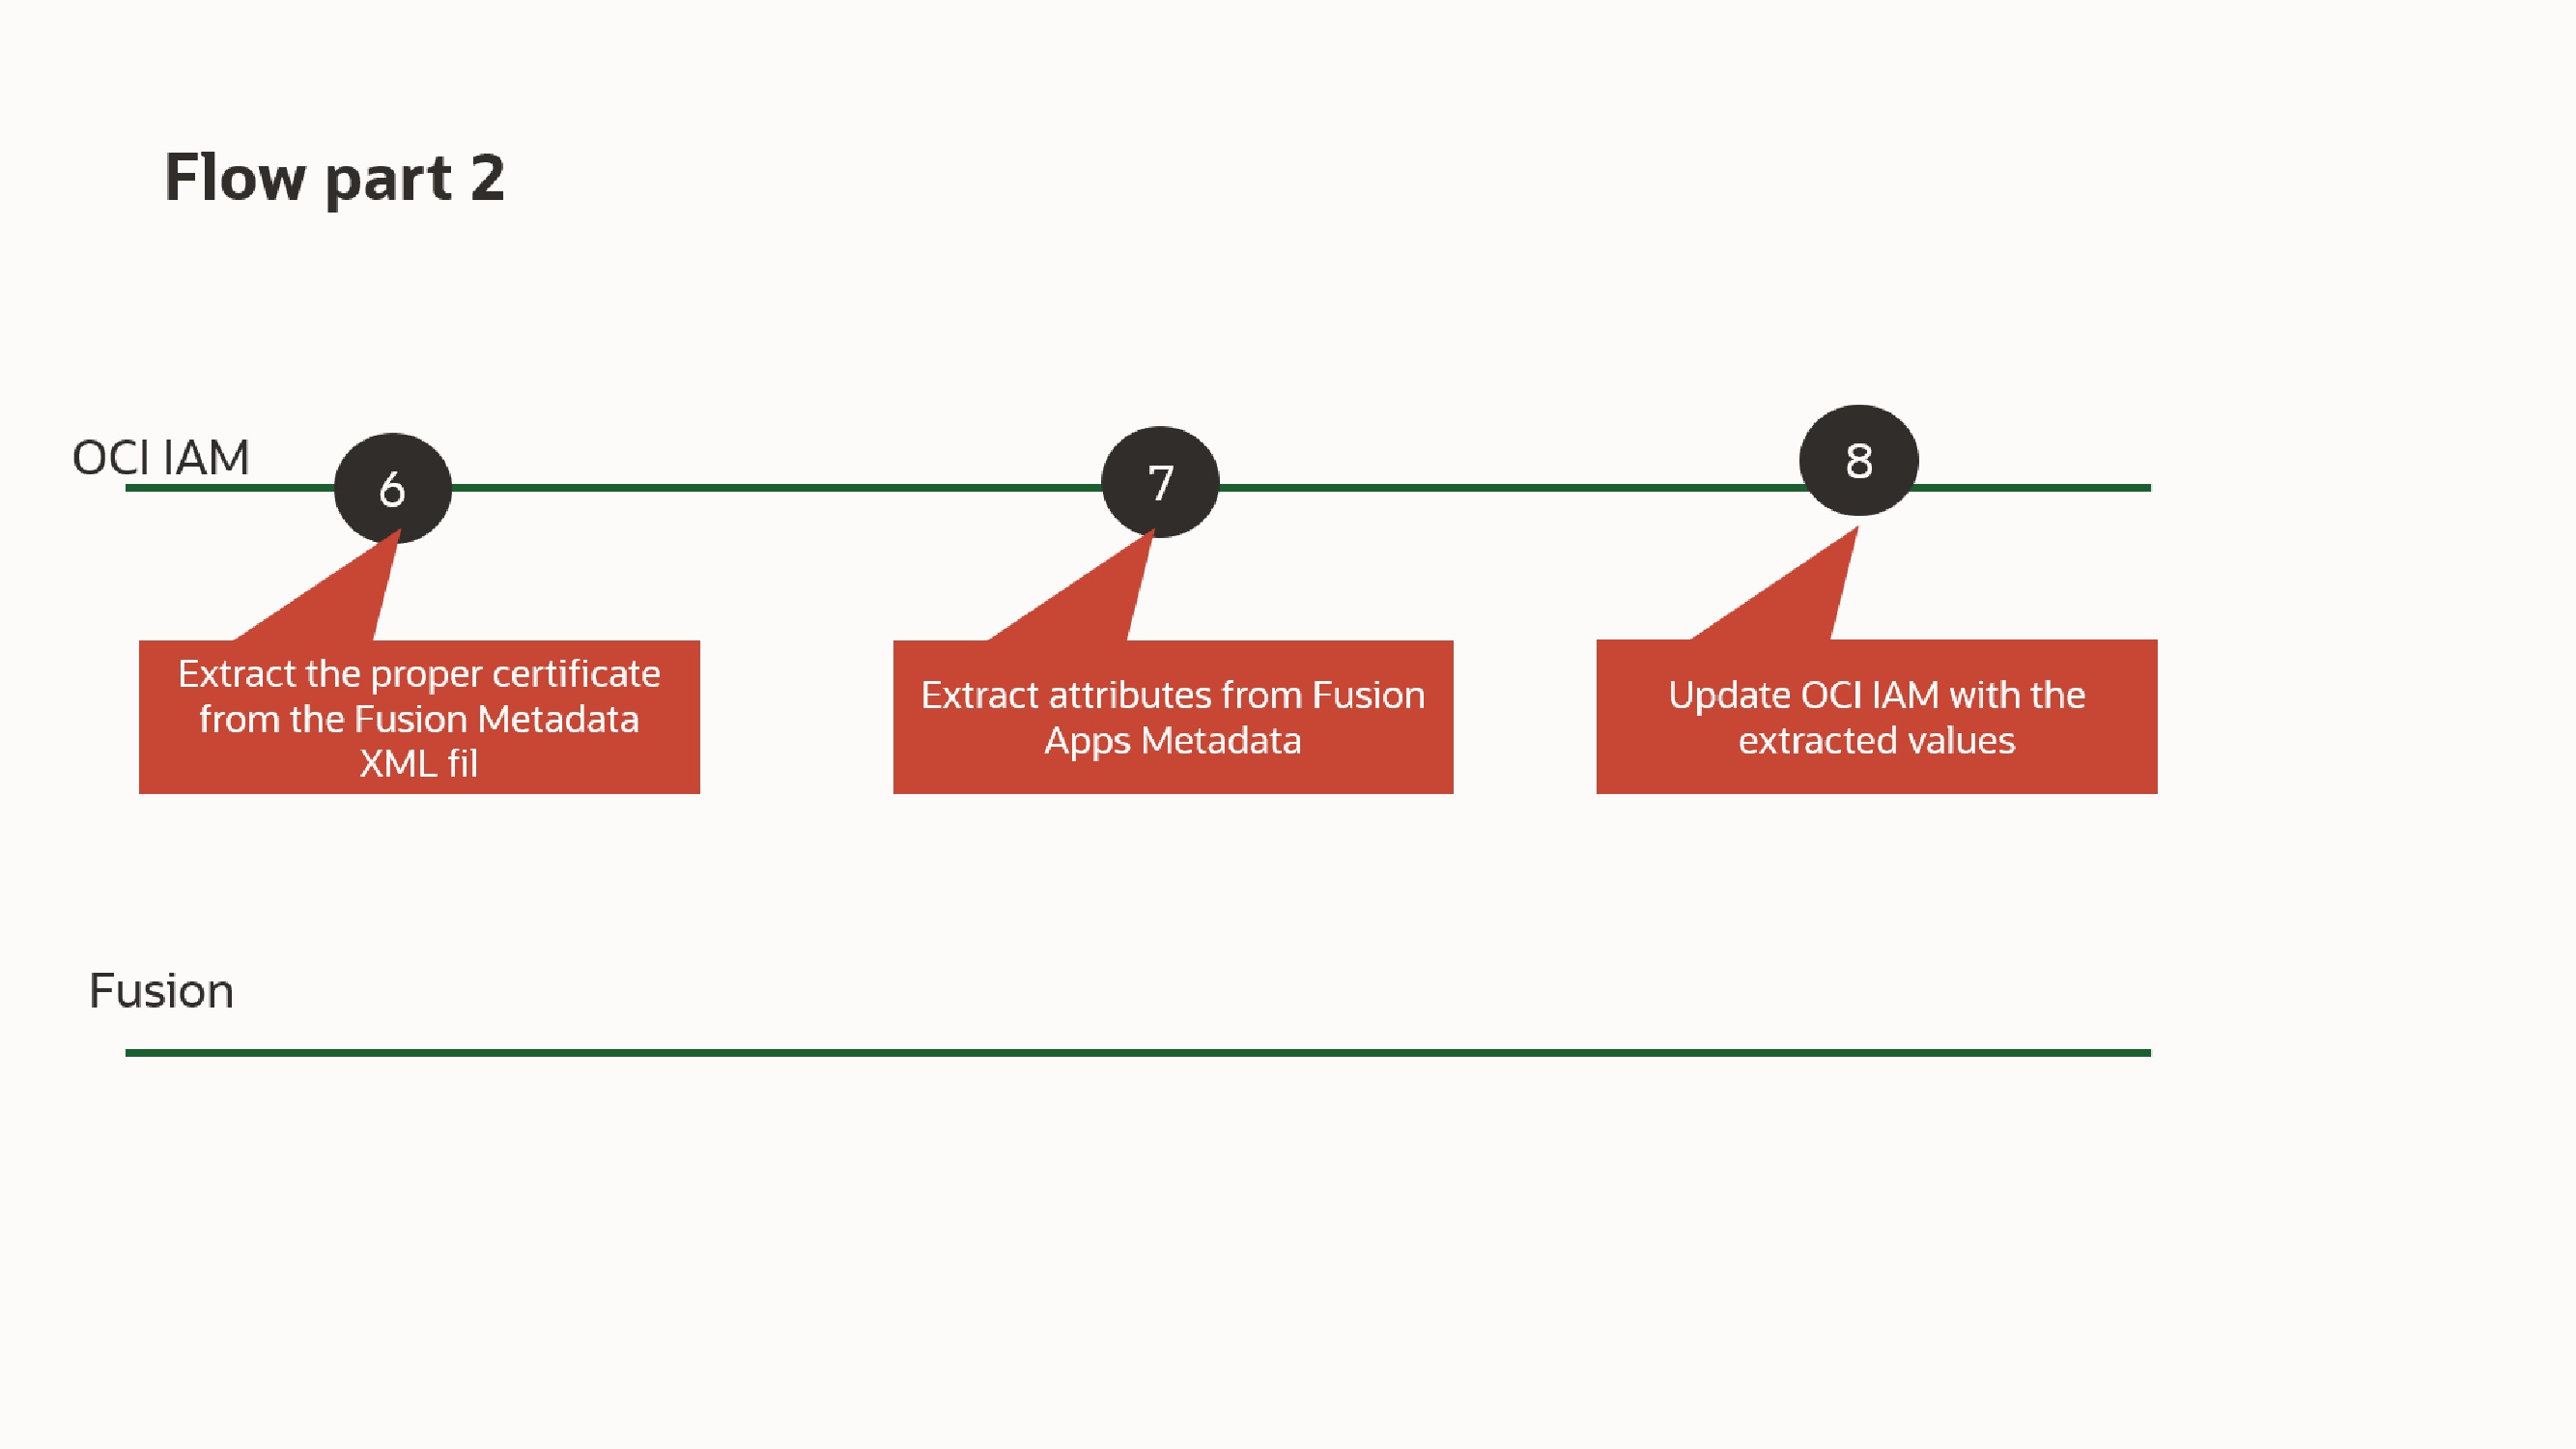 Flow part 2
OCI IAM
6
7
8
Extract the proper certificate
from the Fusion Metadata
XML fil
Extract attributes from Fusion
Apps Metadata
Update OCI IAM with the
extracted values
Fusion